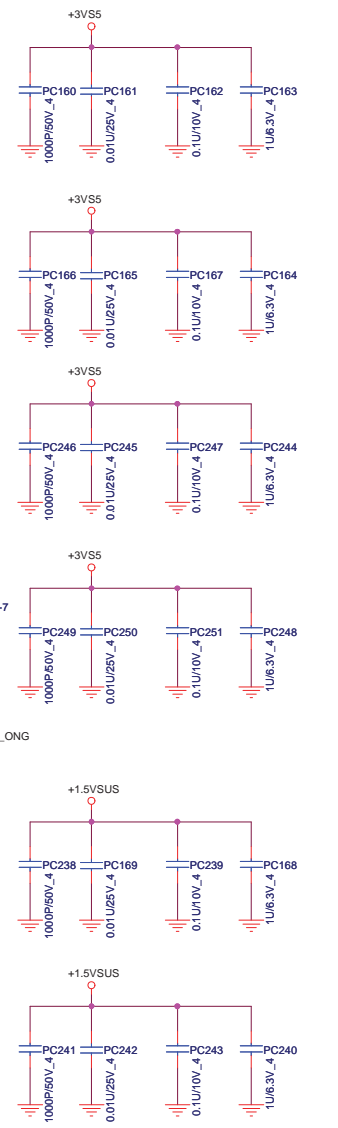 +3VS5
PC160 PC161 PC162 PC163
1000P/50V_4 0.01U/25V_4 0.1U/10V_4 1U/6.3V_4
+3VS5
PC166 PC165 PC167 PC164
1000P/50V_4 0.01U/25V_4 0.1U/10V_4 1U/6.3V_4
+3VS5
PC246 PC245 PC247 PC244
1000P/50V_4 0.01U/25V_4 0.1U/10V_4 1U/6.3V_4
+3VS5
-7
PC249 PC250 PC251 PC248
1000P/50V_4 0.01U/25V_4 0.1U/10V_4 1U/6.3V_4
_ONG
+1.5VSUS
PC238 PC169 PC239 PC168
1000P/50V_4 0.01U/25V_4 0.1U/10V_4 1U/6.3V_4
+1.5VSUS
PC241 PC242 PC243 PC240
1000P/50V_4 0.01U/25V_4 0.1U/10V_4 1U/6.3V_4